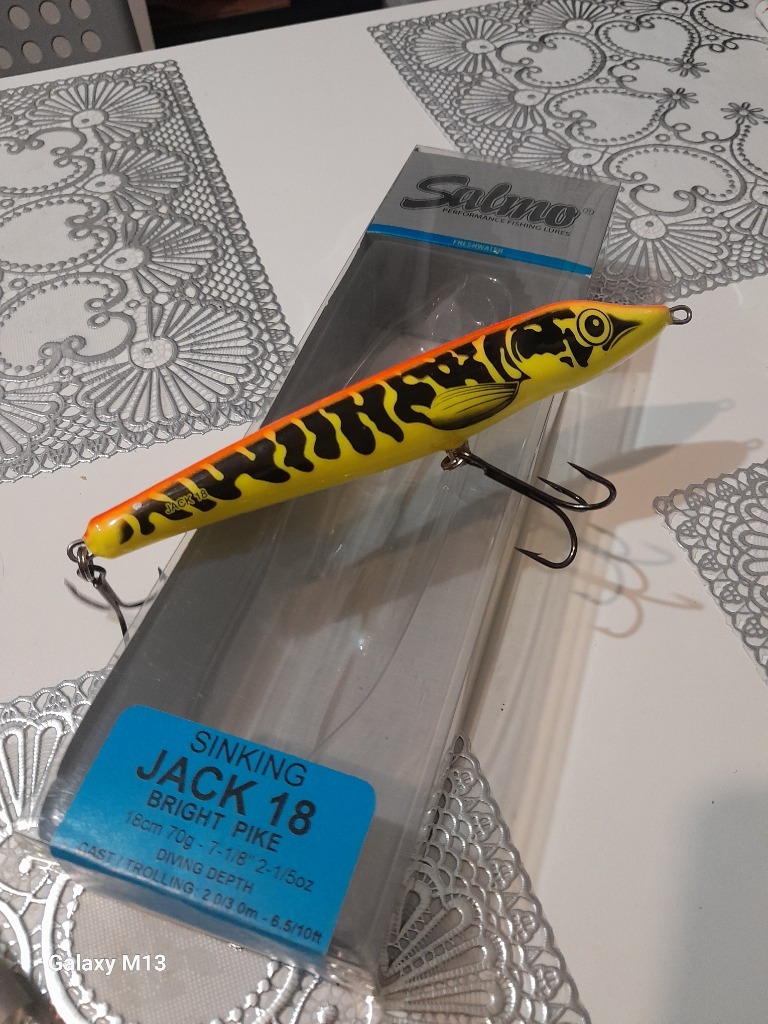 Salmo®
PERFORMANCE FISHING LURES
FRESHWATER
JACK 18
SINKING
JACK 18
BRIGHT PIKE
18cm 70g - 7-1/8" 2-1/5oz
DIVING DEPTH
CAST / TROLLING: 2.0/3.0m - 6.5/10ft
Galaxy M13